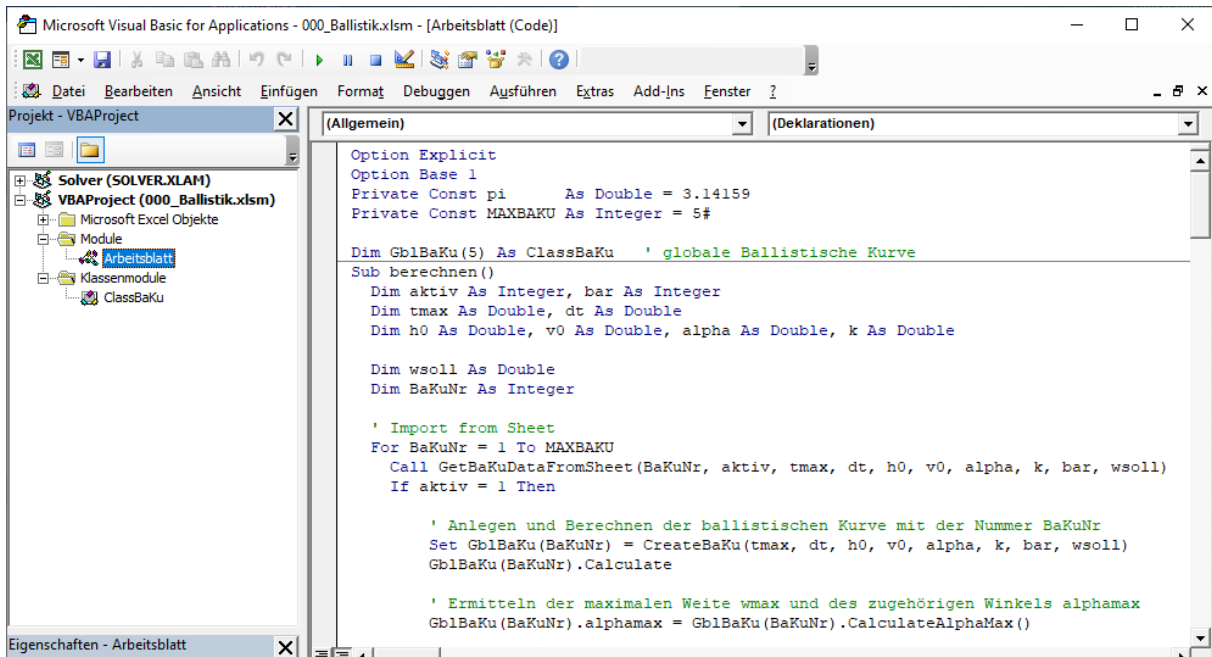 Microsoft Visual Basic for Applications - 000_Ballistik.xlsm - [Arbeitsblatt (Code)]
Datei Bearbeiten Ansicht Einfügen Format Debuggen Ausführen Extras Add-Ins Fenster ?
Projekt - VBAProject
Solver (SOLVER.XLAM)
VBAProject (000_Ballistik.xlsm)
Microsoft Excel Objekte
Module
Arbeitsblatt
Klassenmodule
ClassBaKu
Eigenschaften - Arbeitsblatt
(Allgemein) (Deklarationen)
Option Explicit
Option Base 1
Private Const pi As Double = 3.14159
Private Const MAXBAKU As Integer = 5#
Dim GblBaKu(5) As ClassBaKu ' globale Ballistische Kurve
Sub berechnen()
Dim aktiv As Integer, bar As Integer
Dim tmax As Double, dt As Double
Dim h0 As Double, v0 As Double, alpha As Double, k As Double
Dim wsoll As Double
Dim BaKuNr As Integer
' Import from Sheet
For BaKuNr = 1 To MAXBAKU
Call GetBaKuDataFromSheet(BaKuNr, aktiv, tmax, dt, h0, v0, alpha, k, bar, wsoll)
If aktiv = 1 Then
' Anlegen und Berechnen der ballistischen Kurve mit der Nummer BaKuNr
Set GblBaKu(BaKuNr) = CreateBaKu(tmax, dt, h0, v0, alpha, k, bar, wsoll)
GblBaKu(BaKuNr).Calculate
' Ermitteln der maximalen Weite wmax und des zugehörigen Winkels alphamax
GblBaKu(BaKuNr).alphamax = GblBaKu(BaKuNr).CalculateAlphaMax()